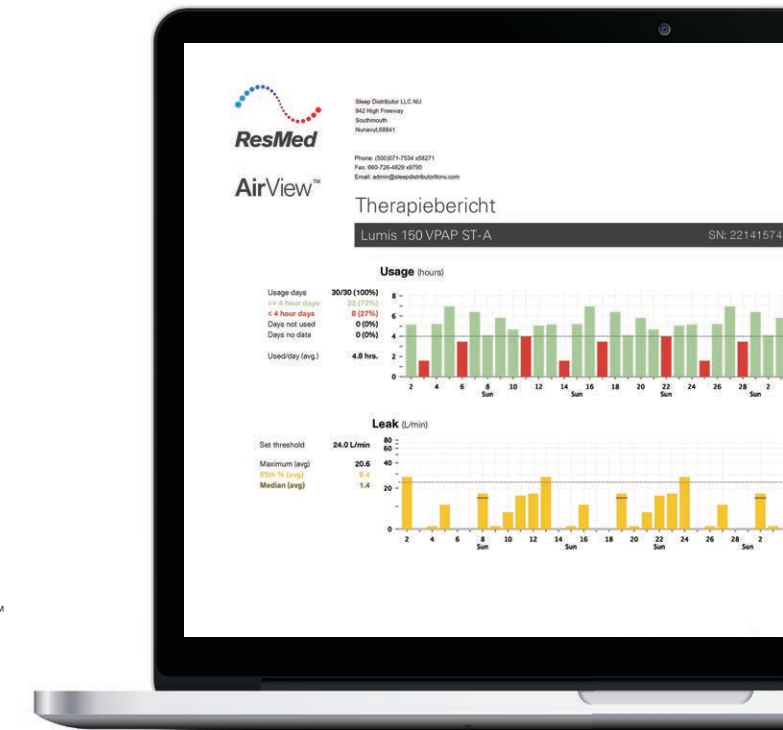 ResMed
AirView™
Sleep Distributor LLC NU
942 High Freeway
Southmouth
Nunavut,68841
Phone: (500)071-7534 x58271
Fax: 660-726-4829 x9795
Email: admin@sleepdistributorllcnu.com
Therapiebericht
Lumis 150 VPAP ST-A SN: 22141574
Usage (hours)
Usage days 30/30 (100%)
>= 4 hour days 22 (73%)
< 4 hour days 8 (27%)
Days not used 0 (0%)
Days no data 0 (0%)
Used/day (avg.) 4.8 hrs.
8
6
4
2
0
2 4 6 8 10 12 14 16 18 20 22 24 26 28 2
Sun Sun Sun Sun
Leak (L/min)
Set threshold 24.0 L/min
Maximum (avg) 20.6
95th % (avg) 8.4
Median (avg) 1.4
80
60
40
20
0
2 4 6 8 10 12 14 16 18 20 22 24 26 28 2
Sun Sun Sun Sun